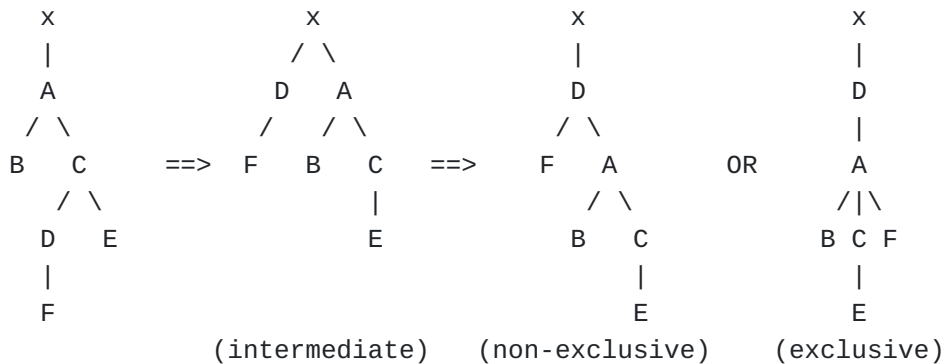 x                x               x                 x
    |               / \              |                 |
    A              D   A             D                 D
   / \            /   / \           / \                |
  B   C     ==>  F   B   C   ==>   F   A       OR      A
     / \                 |            / \             /|\
    D   E                E           B   C           B C F
    |                                    |             |
    F                                    E             E
               (intermediate)   (non-exclusive)   (exclusive)